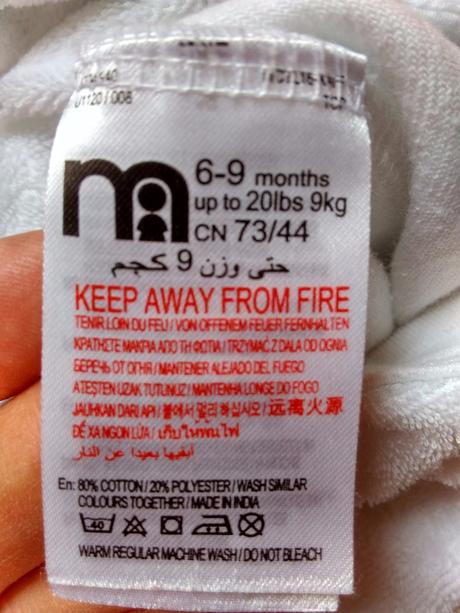 U1120 / 008
TOP
m
6-9 months
up to 20lbs 9kg
CN 73/44
حتى وزن 9 كجم
KEEP AWAY FROM FIRE
TENIR LOIN DU FEU / VON OFFENEM FEUER FERNHALTEN
ΚΡΑΤΗΣΤΕ ΜΑΚΡΙΑ ΑΠΟ ΤΗ ΦΩΤΙΑ / TRZYMAĆ Z DALA OD OGNIA
БЕРЕЧЬ ОТ ОГНЯ / MANTENER ALEJADO DEL FUEGO
ATEŞTEN UZAK TUTUNUZ / MANTENHA LONGE DO FOGO
JAUHKAN DARI API / 불에서 멀리 하십시오 / 远离火源
ĐỂ XA NGỌN LỬA / เก็บให้พ้นไฟ
أبقيها بعيدا عن النار
En: 80% COTTON / 20% POLYESTER / WASH SIMILAR
COLOURS TOGETHER / MADE IN INDIA
40
WARM REGULAR MACHINE WASH / DO NOT BLEACH